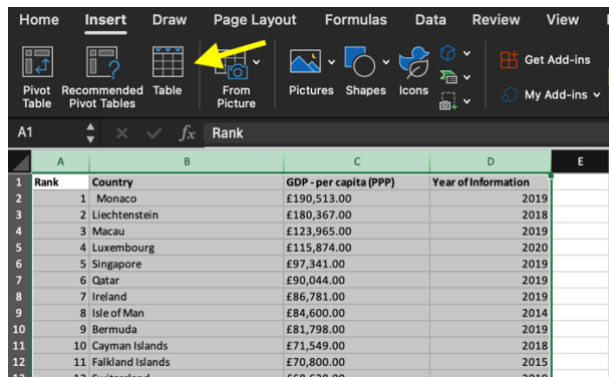 Home Insert Draw Page Layout Formulas Data Review View
Get Add-ins
Pivot Table Recommended Pivot Tables Table From Picture Pictures Shapes Icons My Add-ins
A1 fx Rank
A B C D E
1 Rank Country GDP - per capita (PPP) Year of Information
2 1 Monaco £190,513.00 2019
3 2 Liechtenstein £180,367.00 2018
4 3 Macau £123,965.00 2019
5 4 Luxembourg £115,874.00 2020
6 5 Singapore £97,341.00 2019
7 6 Qatar £90,044.00 2019
8 7 Ireland £86,781.00 2019
9 8 Isle of Man £84,600.00 2014
10 9 Bermuda £81,798.00 2019
11 10 Cayman Islands £71,549.00 2018
12 11 Falkland Islands £70,800.00 2015